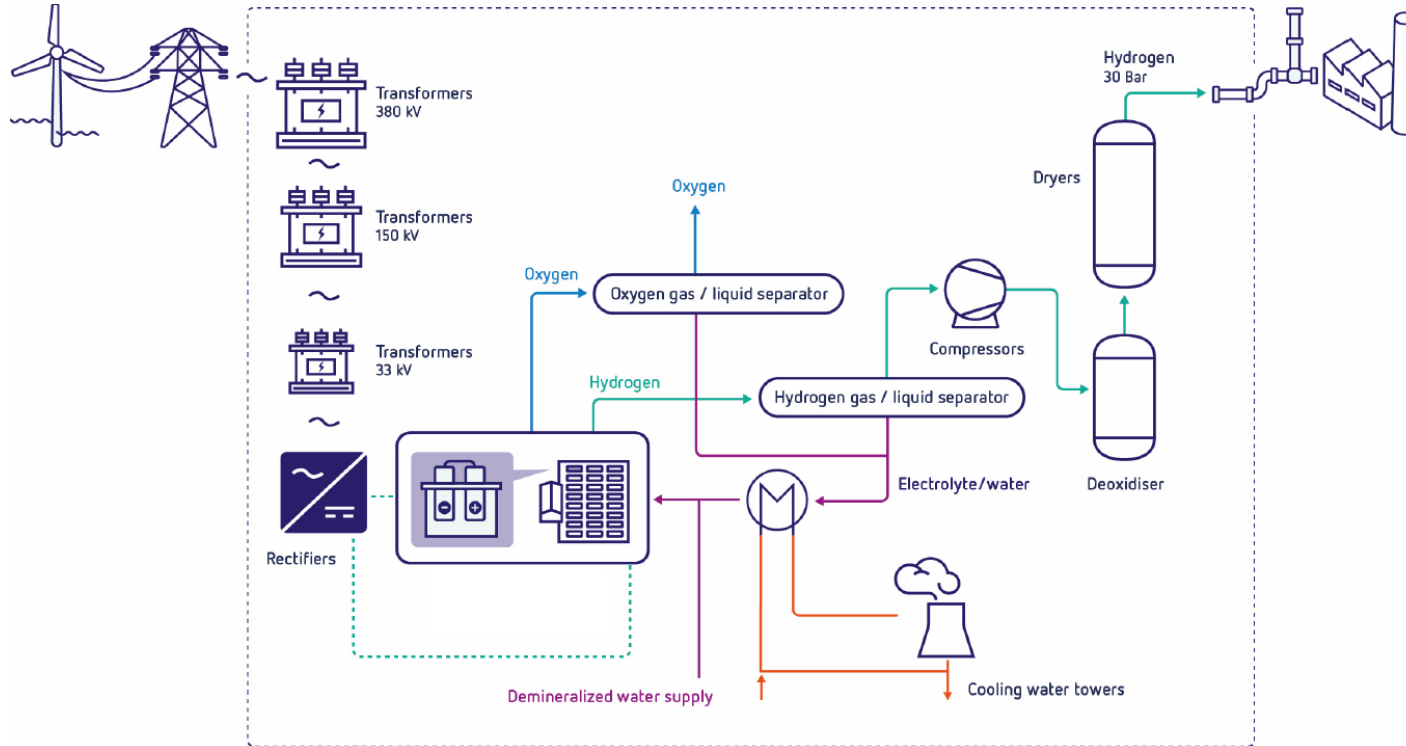 Transformers
380 kV
Hydrogen
30 Bar
Transformers
150 kV
Dryers
Oxygen
Oxygen
Oxygen gas / liquid separator
Transformers
33 kV
Compressors
Hydrogen
Hydrogen gas / liquid separator
Electrolyte/water
Deoxidiser
Rectifiers
Demineralized water supply
Cooling water towers